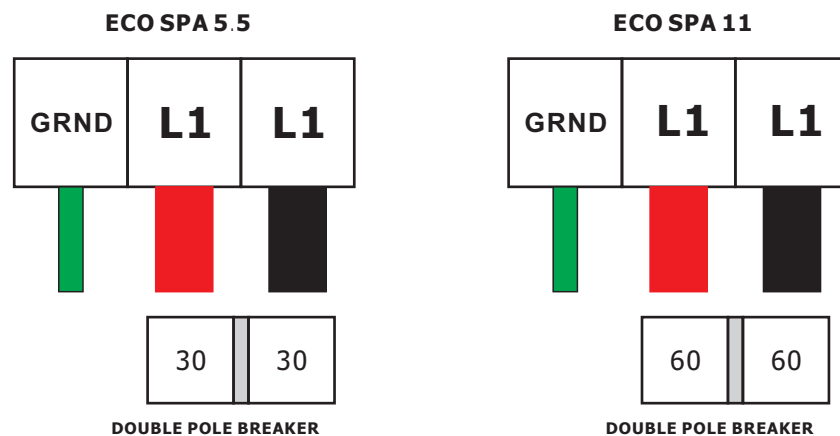 ECO SPA 5.5
GRND L1 L1
30 30
DOUBLE POLE BREAKER
ECO SPA 11
GRND L1 L1
60 60
DOUBLE POLE BREAKER